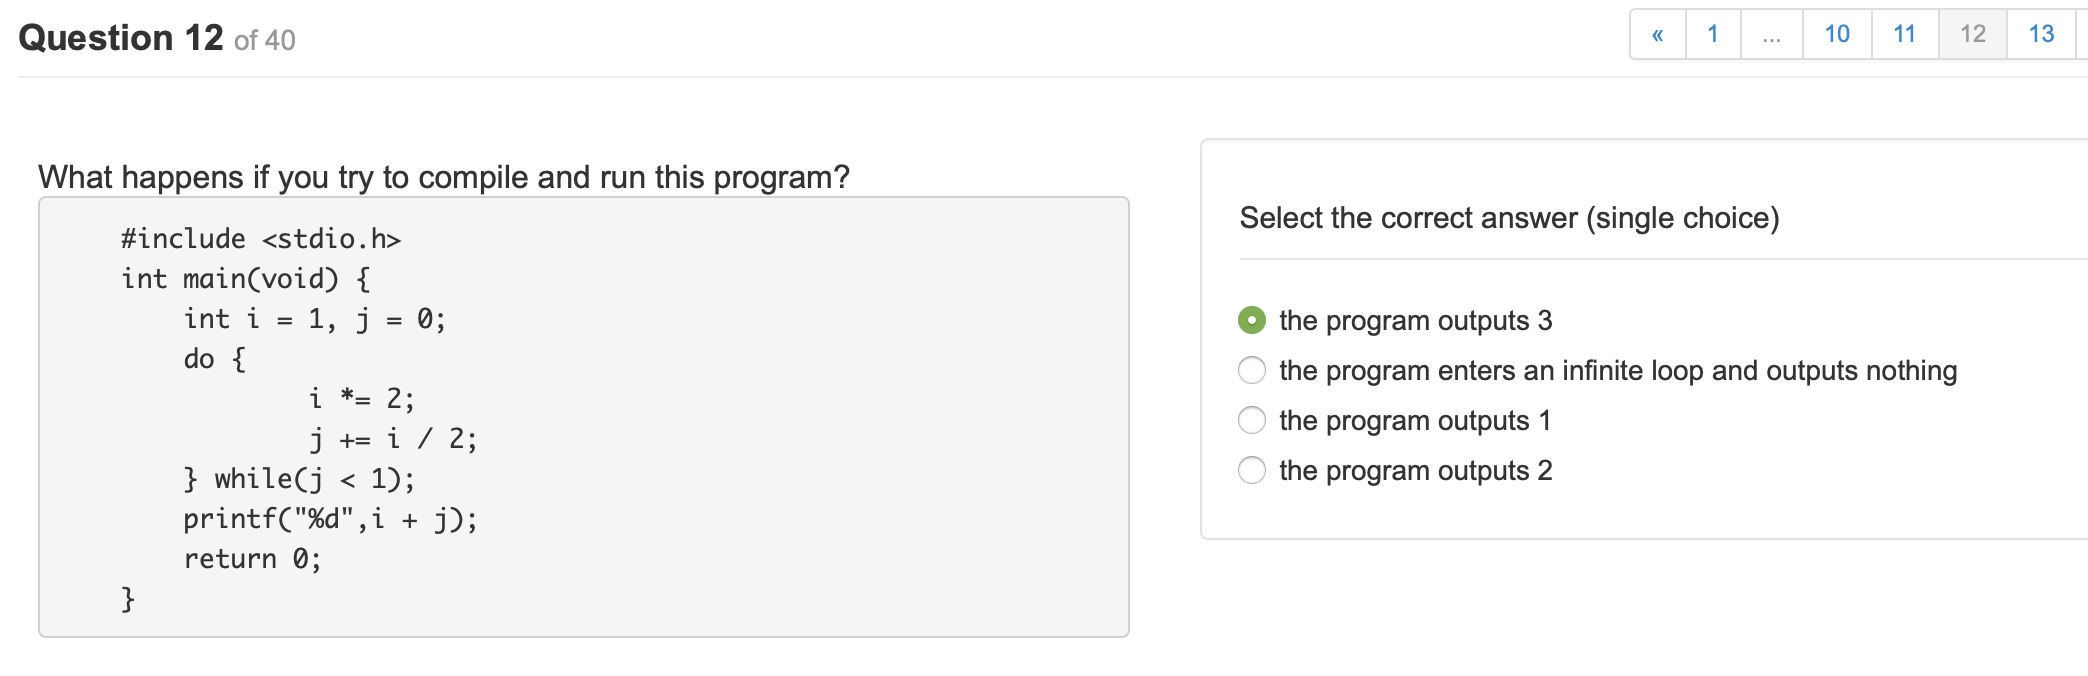 Question 12 of 40
« 1 ... 10 11 12 13
What happens if you try to compile and run this program?
#include <stdio.h>
int main(void) {
    int i = 1, j = 0;
    do {
            i *= 2;
            j += i / 2;
    } while(j < 1);
    printf("%d",i + j);
    return 0;
}
Select the correct answer (single choice)
the program outputs 3
the program enters an infinite loop and outputs nothing
the program outputs 1
the program outputs 2